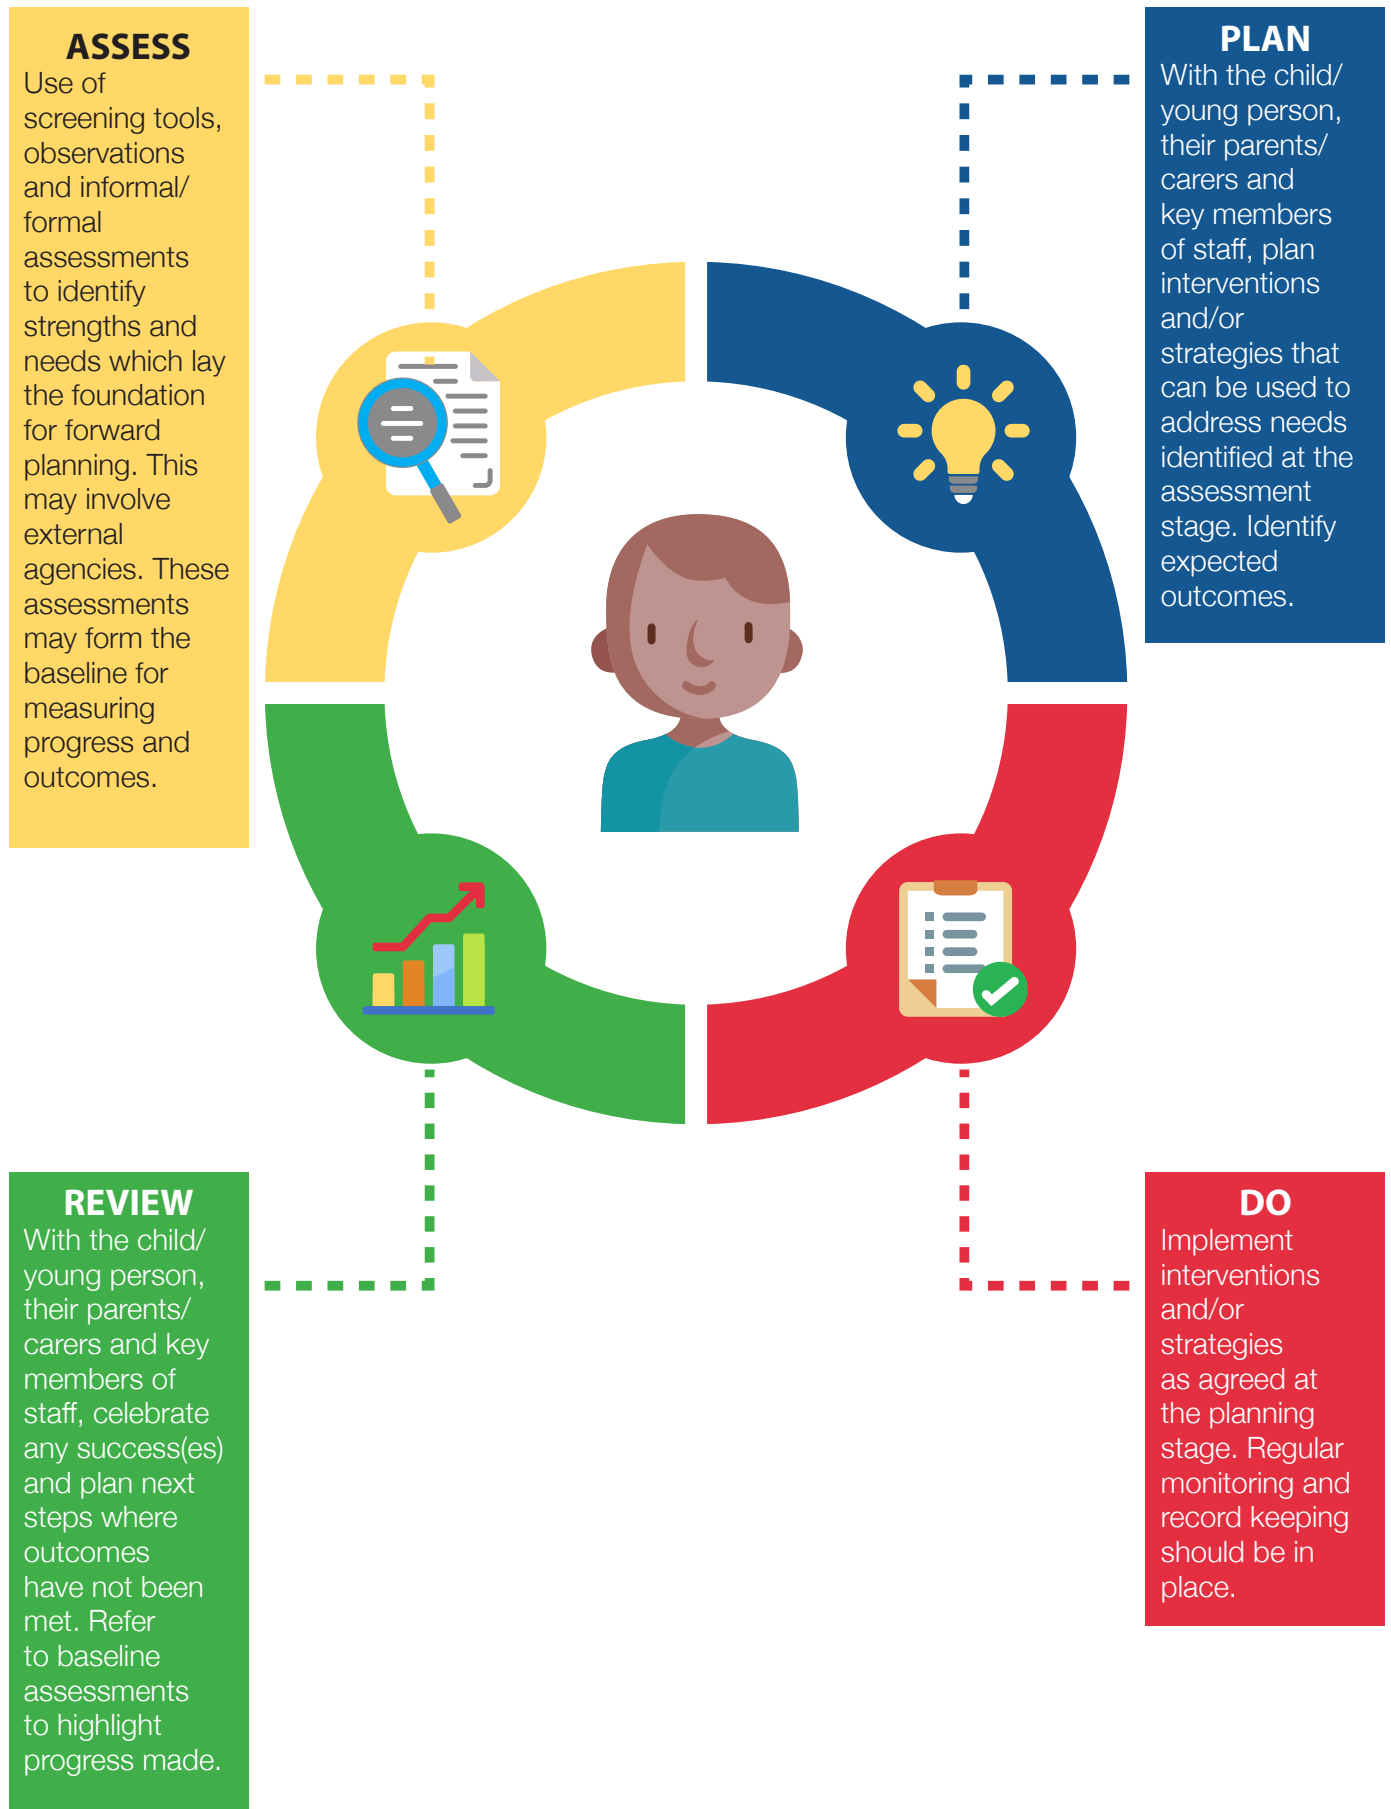 ASSESS
Use of
screening tools,
observations
and informal/
formal
assessments
to identify
strengths and
needs which lay
the foundation
for forward
planning. This
may involve
external
agencies. These
assessments
may form the
baseline for
measuring
progress and
outcomes.
PLAN
With the child/
young person,
their parents/
carers and
key members
of staff, plan
interventions
and/or
strategies that
can be used to
address needs
identified at the
assessment
stage. Identify
expected
outcomes.
REVIEW
With the child/
young person,
their parents/
carers and key
members of
staff, celebrate
any success(es)
and plan next
steps where
outcomes
have not been
met. Refer
to baseline
assessments
to highlight
progress made.
DO
Implement
interventions
and/or
strategies
as agreed at
the planning
stage. Regular
monitoring and
record keeping
should be in
place.